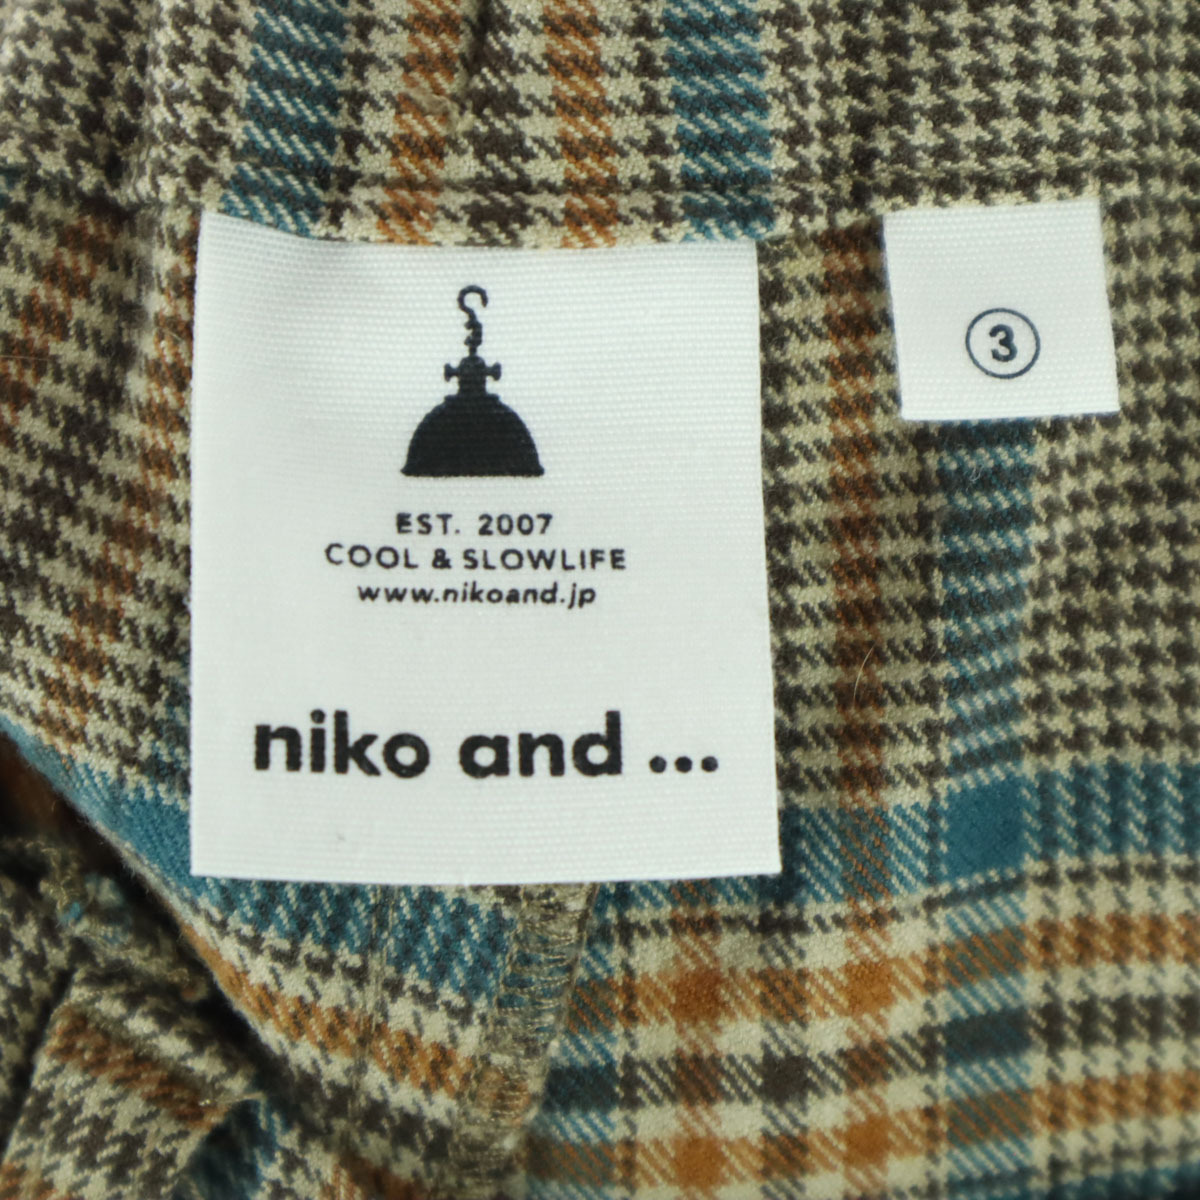 EST. 2007
COOL & SLOWLIFE
www.nikoand.jp
niko and ...
3